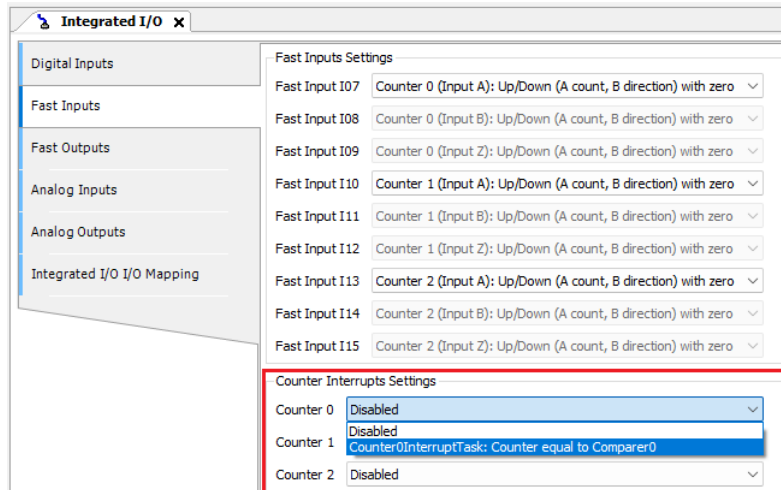 Integrated I/O X
Digital Inputs
Fast Inputs
Fast Outputs
Analog Inputs
Analog Outputs
Integrated I/O I/O Mapping
Fast Inputs Settings
Fast Input I07 Counter 0 (Input A): Up/Down (A count, B direction) with zero
Fast Input I08 Counter 0 (Input B): Up/Down (A count, B direction) with zero
Fast Input I09 Counter 0 (Input Z): Up/Down (A count, B direction) with zero
Fast Input I10 Counter 1 (Input A): Up/Down (A count, B direction) with zero
Fast Input I11 Counter 1 (Input B): Up/Down (A count, B direction) with zero
Fast Input I12 Counter 1 (Input Z): Up/Down (A count, B direction) with zero
Fast Input I13 Counter 2 (Input A): Up/Down (A count, B direction) with zero
Fast Input I14 Counter 2 (Input B): Up/Down (A count, B direction) with zero
Fast Input I15 Counter 2 (Input Z): Up/Down (A count, B direction) with zero
Counter Interrupts Settings
Counter 0 Disabled
Disabled
Counter 1 Counter0InterruptTask: Counter equal to Comparer0
Counter 2 Disabled